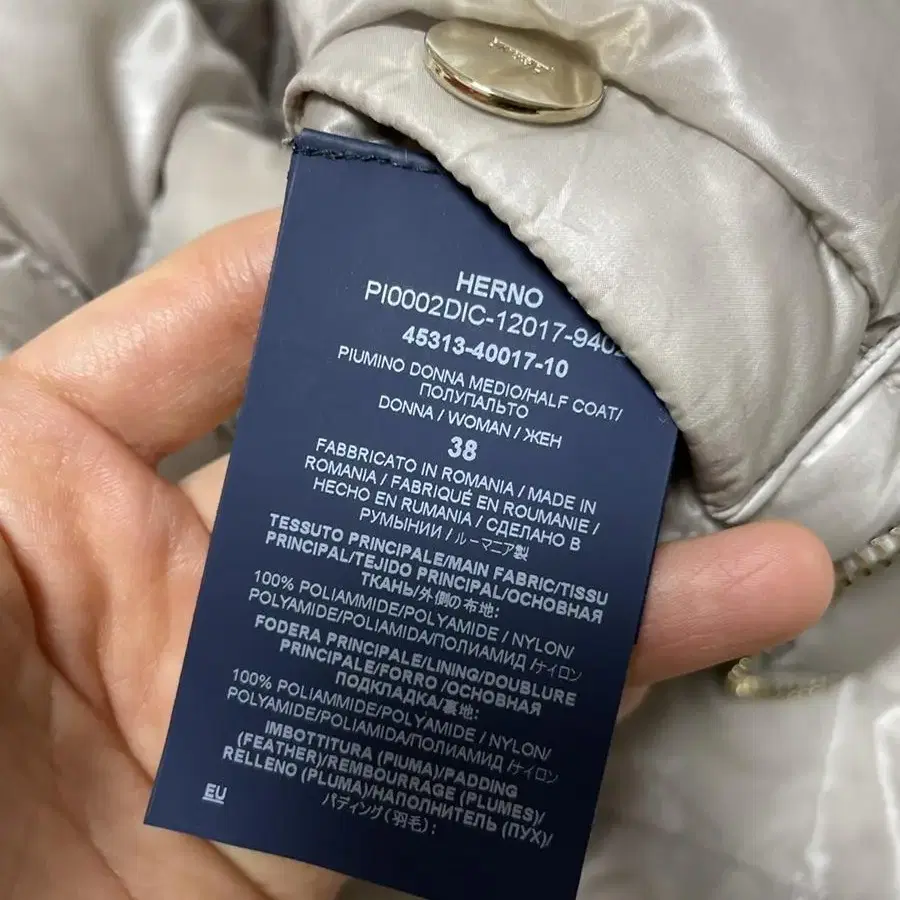 HERNO
PI0002DIC-12017-940
45313-40017-10
PIUMINO DONNA MEDIO/HALF COAT/
ПОЛУПАЛЬТО
DONNA / WOMAN / ЖЕН
38
FABBRICATO IN ROMANIA / MADE IN
ROMANIA / FABRIQUÉ EN ROUMANIE /
HECHO EN RUMANIA / СДЕЛАНО В
РУМЫНИИ / ルーマニア製
TESSUTO PRINCIPALE/MAIN FABRIC/TISSU
PRINCIPAL/TEJIDO PRINCIPAL/ОСНОВНАЯ
ТКАНЬ/外側の布地:
100% POLIAMMIDE/POLYAMIDE / NYLON/
POLYAMIDE/POLIAMIDA/ПОЛИАМИД /ナイロン
FODERA PRINCIPALE/LINING/DOUBLURE
PRINCIPALE/FORRO /ОСНОВНАЯ
ПОДКЛАДКА/裏地:
100% POLIAMMIDE/POLYAMIDE / NYLON/
POLYAMIDE/POLIAMIDA/ПОЛИАМИД /ナイロン
IMBOTTITURA (PIUMA)/PADDING
(FEATHER)/REMBOURRAGE (PLUMES)/
RELLENO (PLUMA)/НАПОЛНИТЕЛЬ (ПУХ)/
パディング(羽毛):
EU